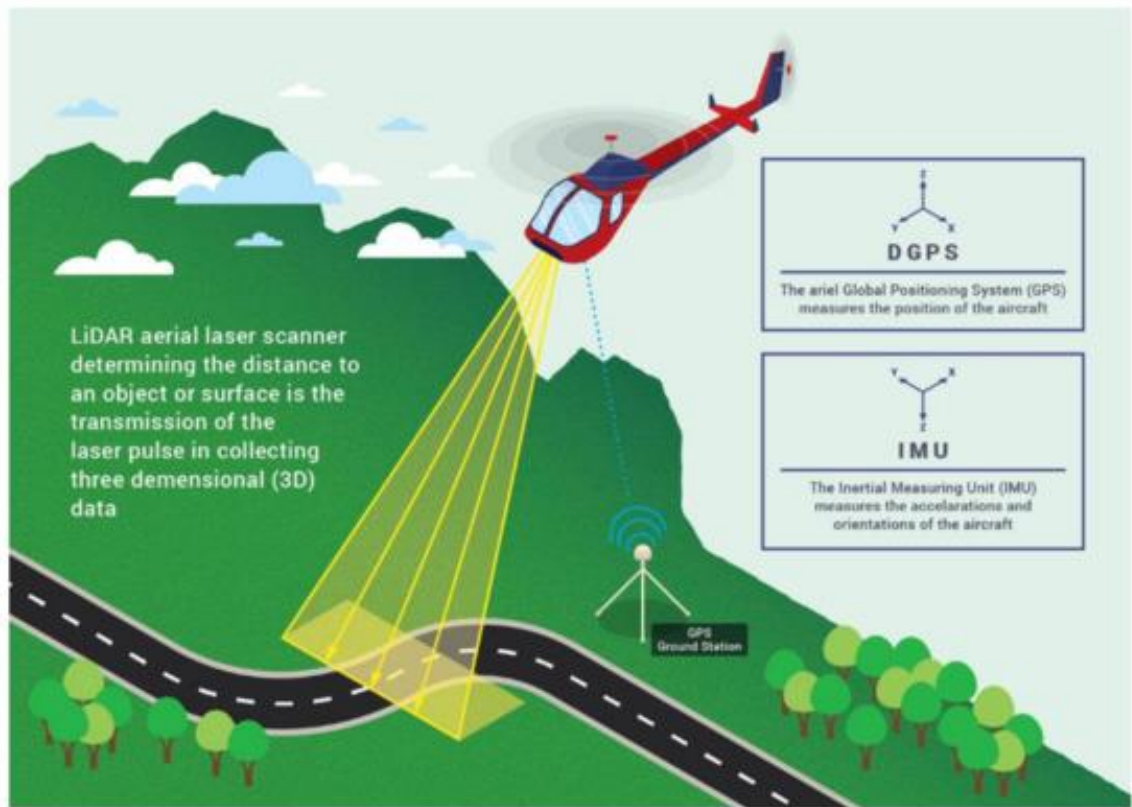 LiDAR aerial laser scanner
determining the distance to
an object or surface is the
transmission of the
laser pulse in collecting
three demensional (3D)
data
Z
Y X
DGPS
The ariel Global Positioning System (GPS)
measures the position of the aircraft
Y X
Z
IMU
The Inertial Measuring Unit (IMU)
measures the accelarations and
orientations of the aircraft
GPS
Ground Station